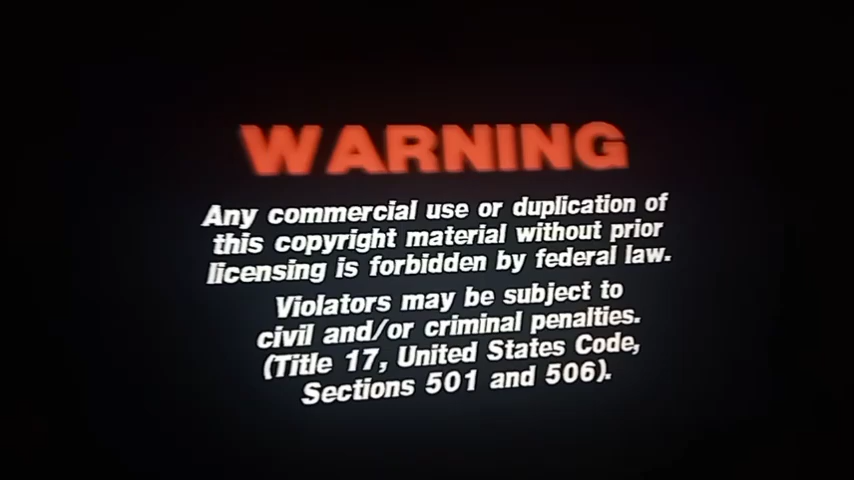 WARNING
Any commercial use or duplication of
this copyright material without prior
licensing is forbidden by federal law.
Violators may be subject to
civil and/or criminal penalties.
(Title 17, United States Code,
Sections 501 and 506).